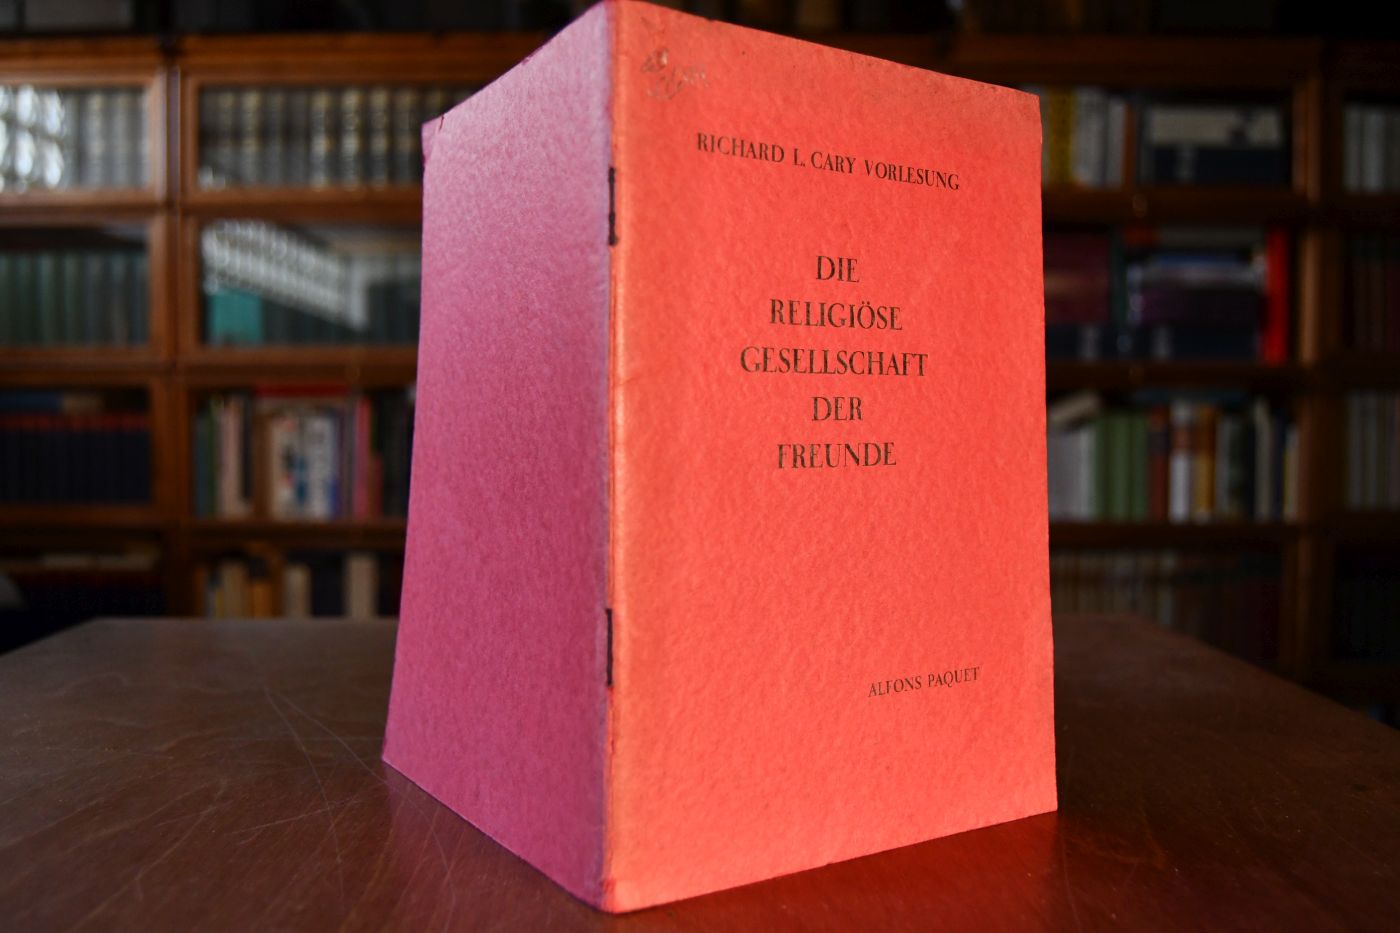 RICHARD L. CARY VORLESUNG
DIE
RELIGIÖSE
GESELLSCHAFT
DER
FREUNDE
ALFONS PAQUET